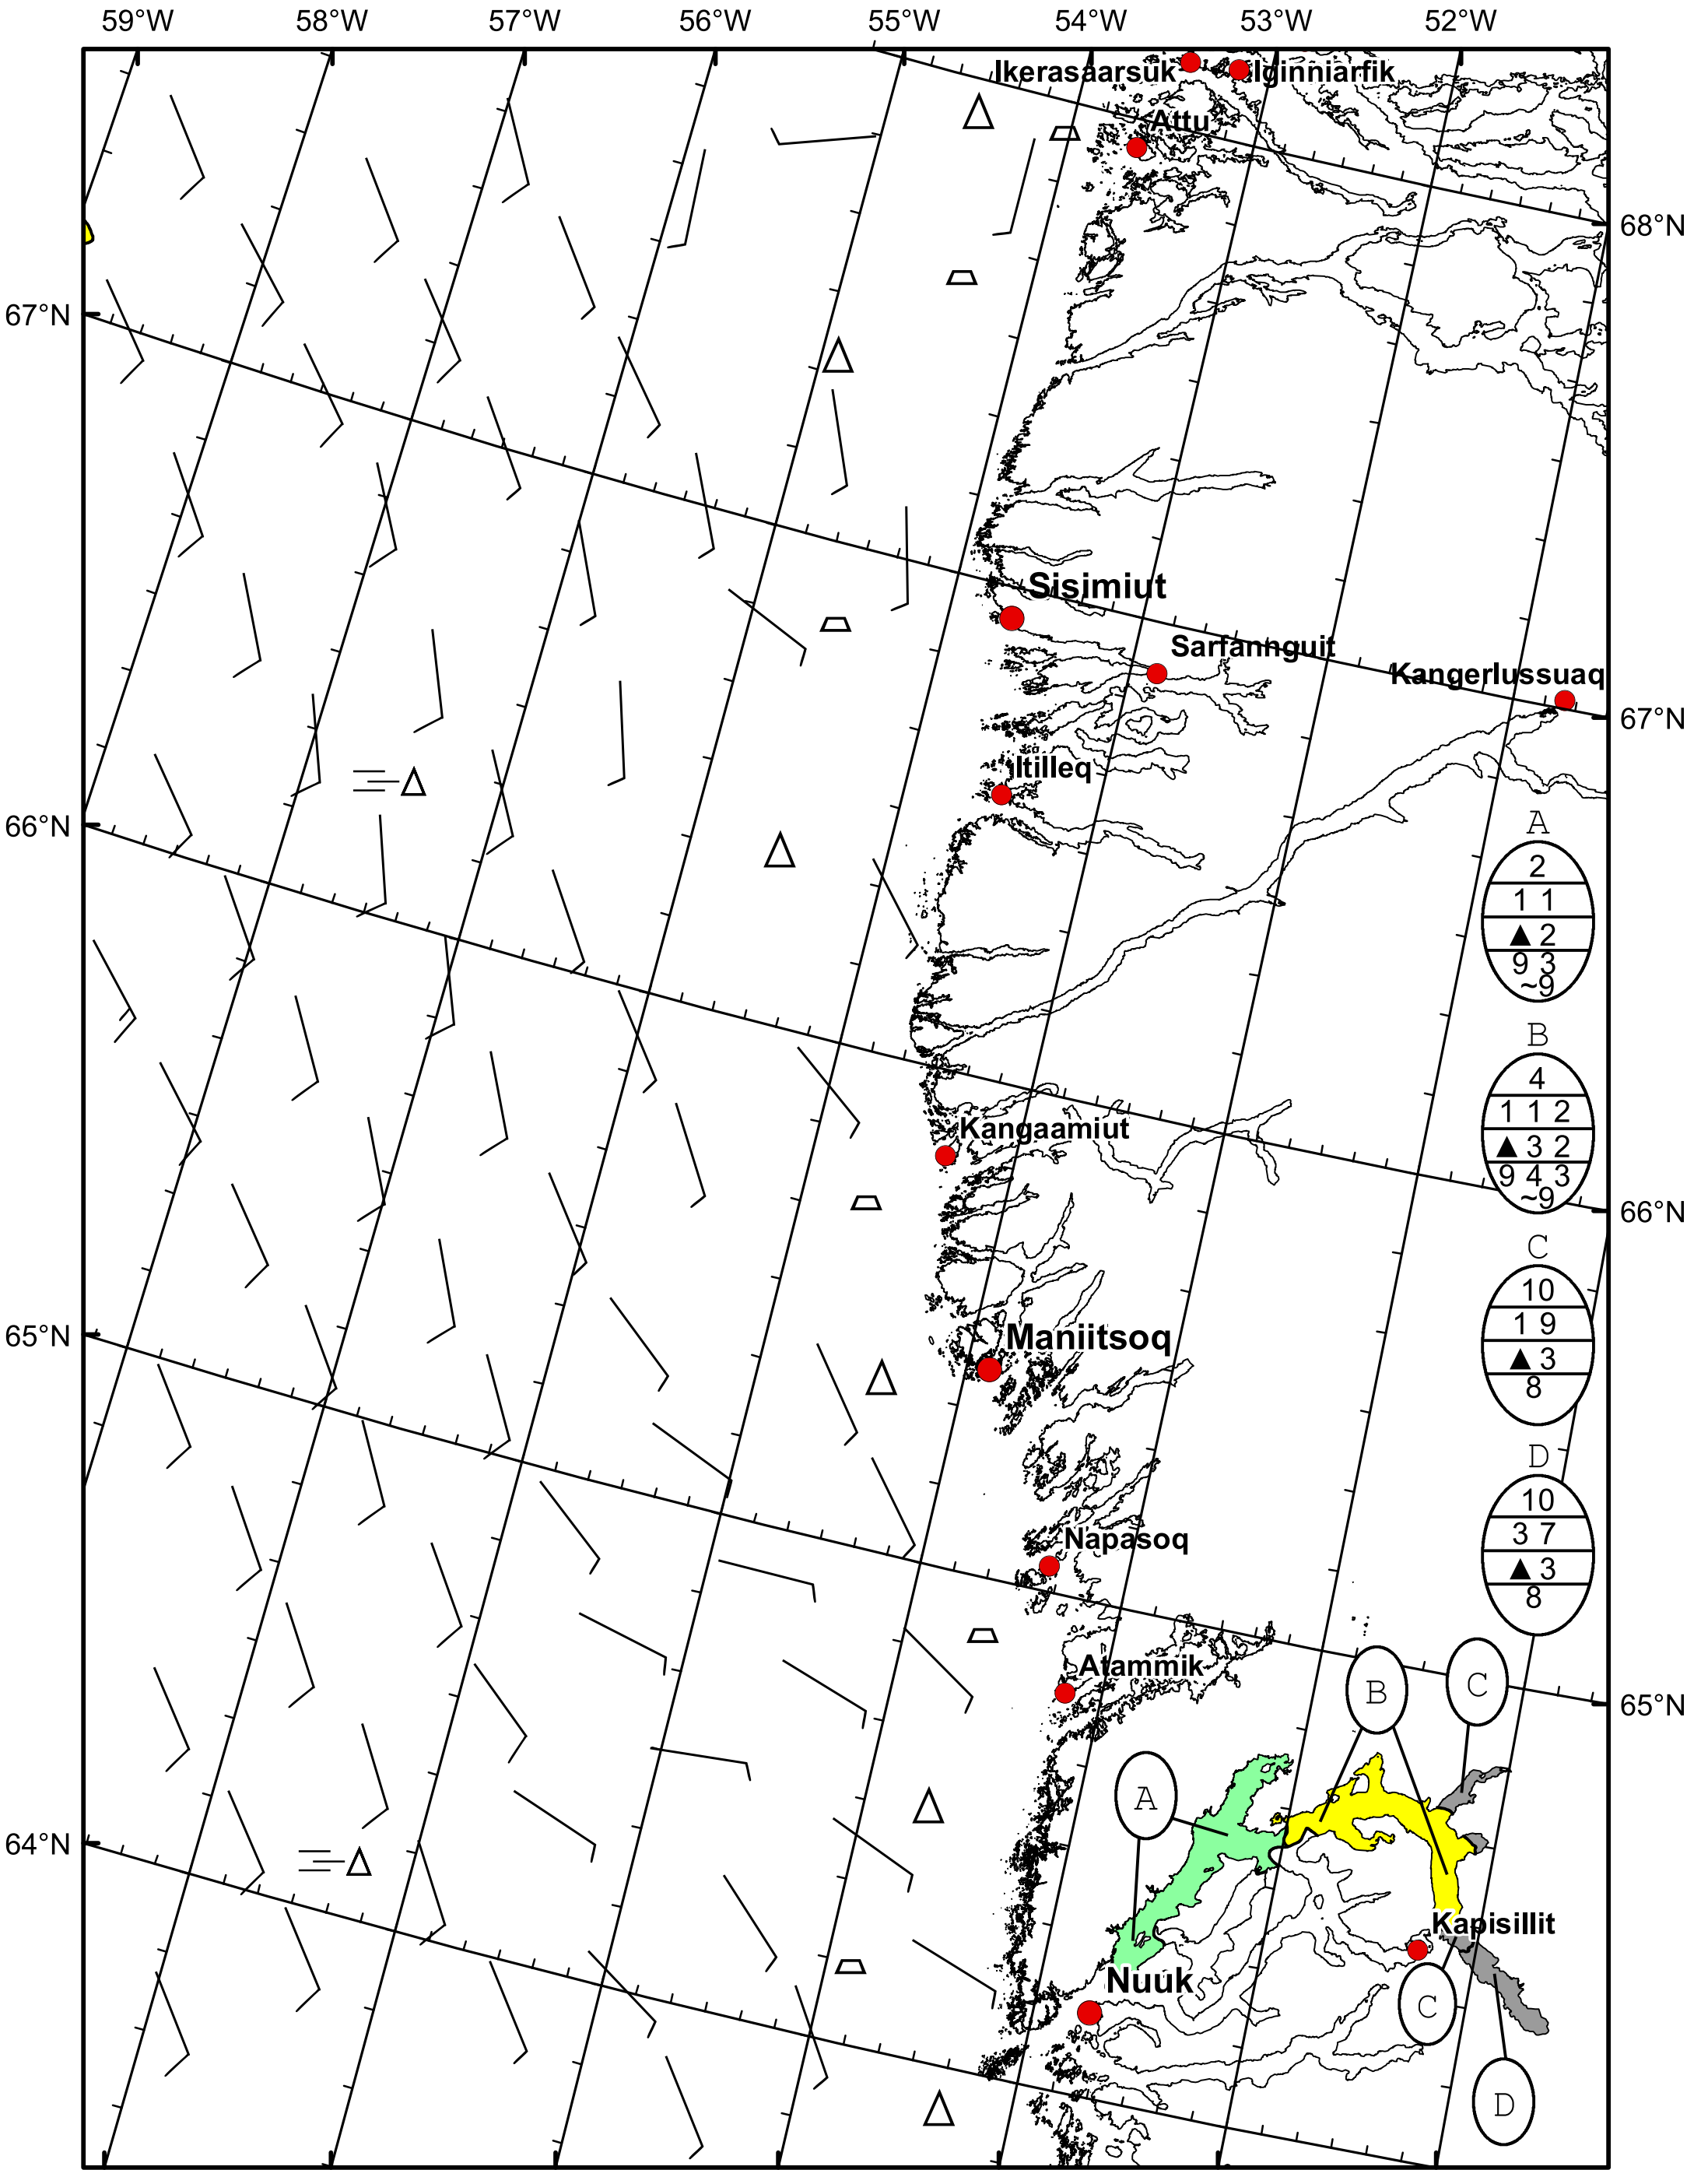 59°W 58°W 57°W 56°W 55°W 54°W 53°W 52°W
Ikerasaarsuk Iginniarfik
Attu
68°N
67°N
Sisimiut
Sarfannguit
Kangerlussuaq
67°N
Itilleq
66°N
A
2
1 1
▲ 2
9 3
~9
B
4
1 1 2
▲ 3 2
9 4 3
~9
Kangaamiut
66°N
C
10
1 9
▲ 3
8
65°N
Maniitsoq
D
10
3 7
▲ 3
8
Napasoq
Atammik
B
C
65°N
A
64°N
Kapisillit
Nuuk
C
D